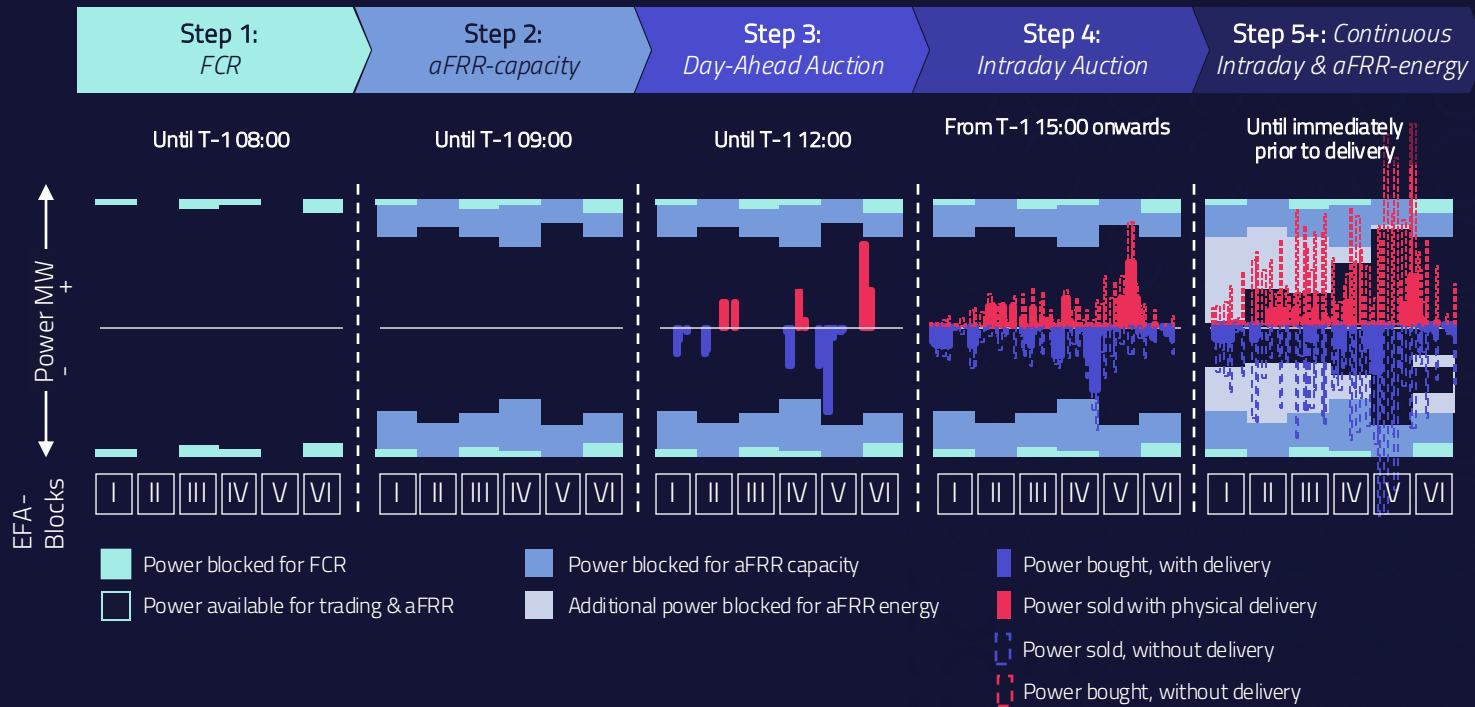 Step 1:
FCR
Step 2:
aFRR-capacity
Step 3:
Day-Ahead Auction
Step 4:
Intraday Auction
Step 5+: Continuous
Intraday & aFRR-energy
Until T-1 08:00
Until T-1 09:00
Until T-1 12:00
From T-1 15:00 onwards
Until immediately
prior to delivery
- Power MW +
EFA-
Blocks
I II III IV V VI
I II III IV V VI
I II III IV V VI
I II III IV V VI
I II III IV V VI
Power blocked for FCR
Power available for trading & aFRR
Power blocked for aFRR capacity
Additional power blocked for aFRR energy
Power bought, with delivery
Power sold with physical delivery
Power sold, without delivery
Power bought, without delivery